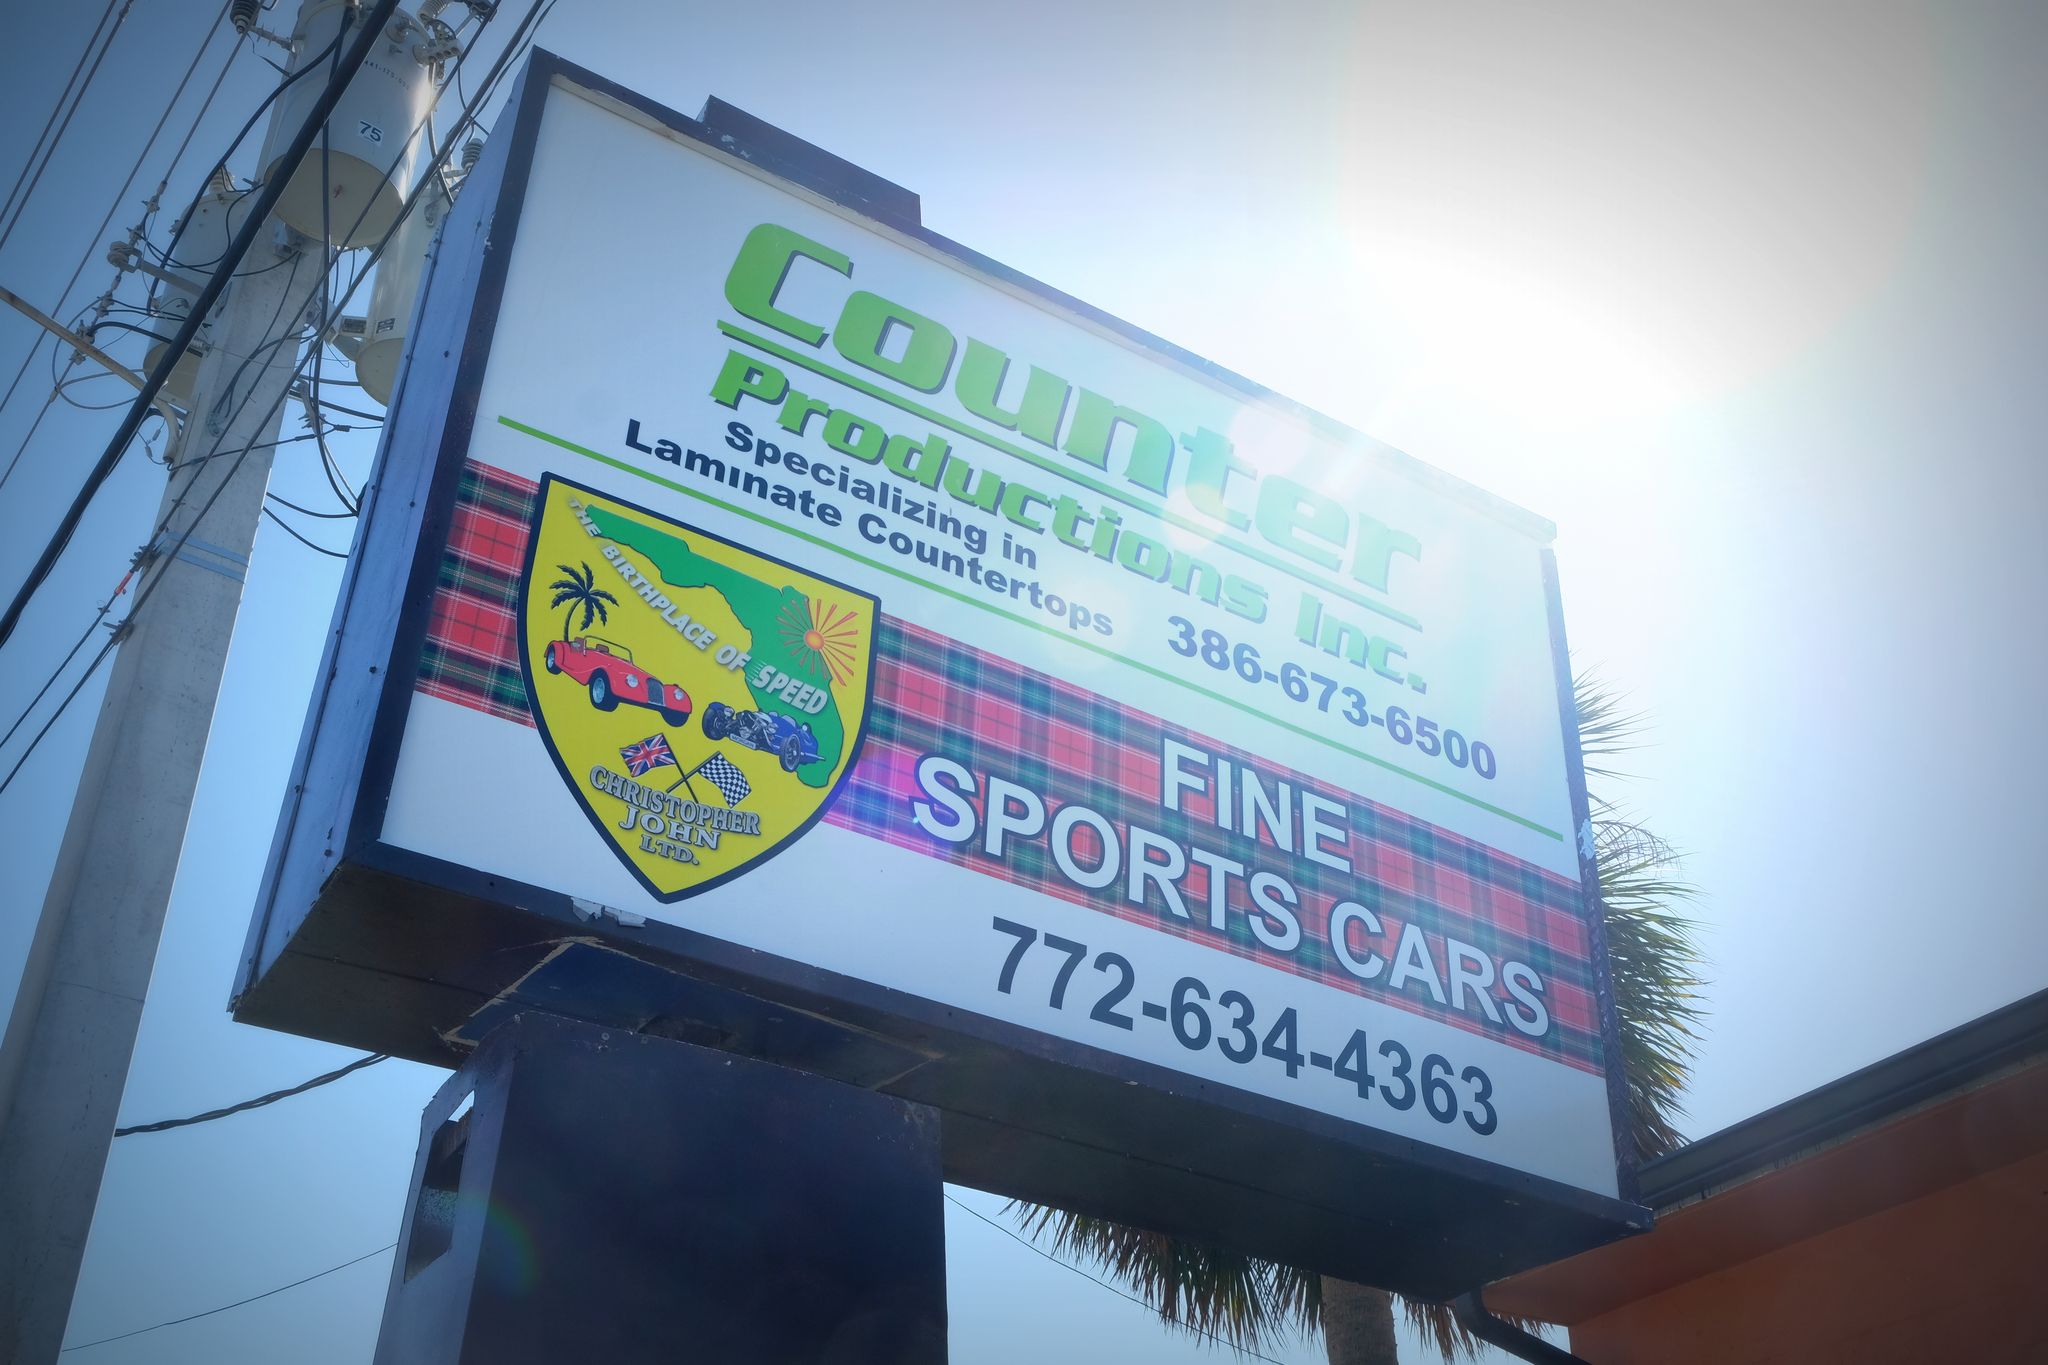 75
Counter
Productions Inc.
Specializing in
Laminate Countertops
386-673-6500
THE BIRTHPLACE OF SPEED
CHRISTOPHER
JOHN
LTD.
FINE
SPORTS CARS
772-634-4363